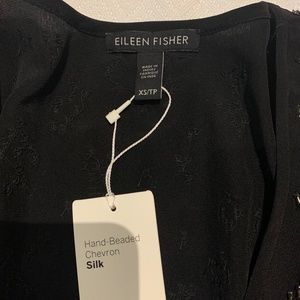 EILEEN FISHER
MADE IN
INDIA/
FABRIQUÉ
EN INDE
XS/TP
Hand-Beaded
Chevron
Silk